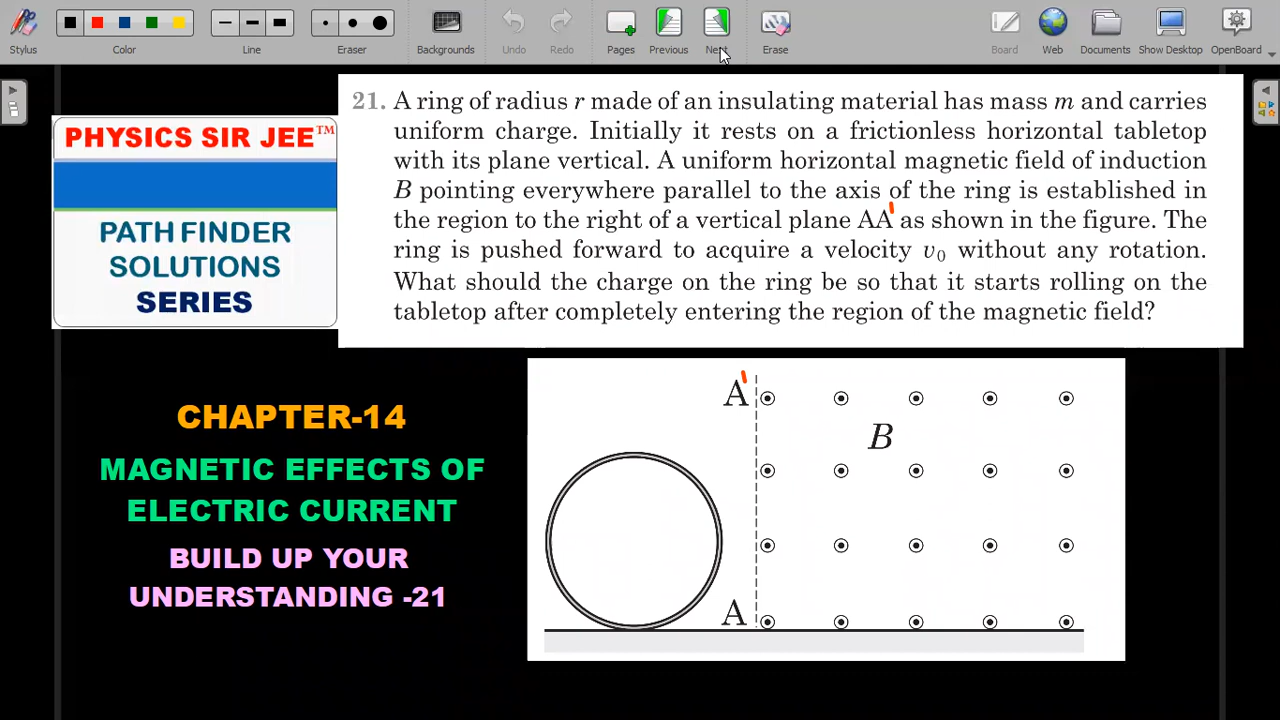 Stylus
Color
Line
Eraser
Backgrounds
Undo
Redo
Pages
Previous
Next
Erase
Board
Web
Documents
Show Desktop
OpenBoard
PHYSICS SIR JEE™
PATH FINDER
SOLUTIONS
SERIES
21. A ring of radius r made of an insulating material has mass m and carries
uniform charge. Initially it rests on a frictionless horizontal tabletop
with its plane vertical. A uniform horizontal magnetic field of induction
B pointing everywhere parallel to the axis of the ring is established in
the region to the right of a vertical plane AA' as shown in the figure. The
ring is pushed forward to acquire a velocity v₀ without any rotation.
What should the charge on the ring be so that it starts rolling on the
tabletop after completely entering the region of the magnetic field?
CHAPTER-14
MAGNETIC EFFECTS OF
ELECTRIC CURRENT
BUILD UP YOUR
UNDERSTANDING -21
A'
B
A